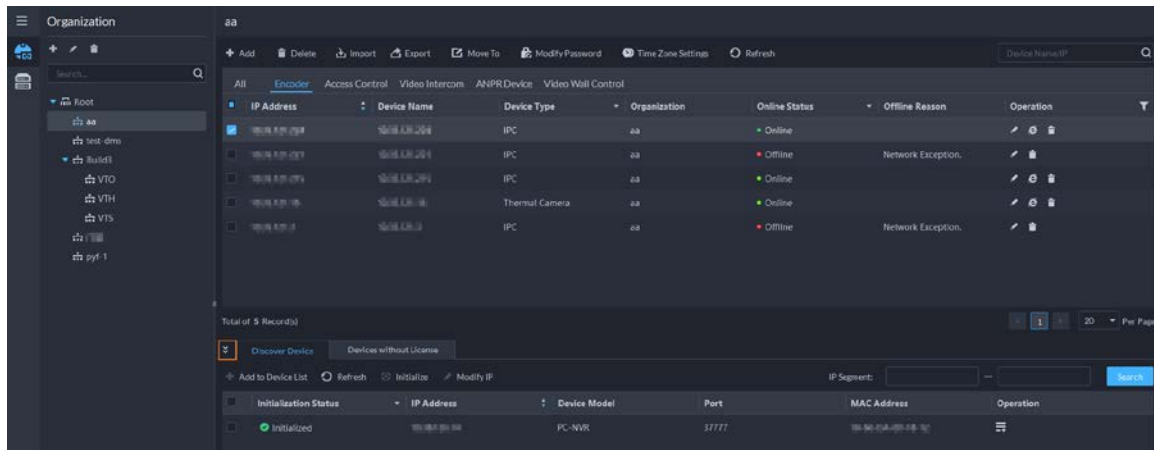 Organization
aa
Add Delete Import Export Move To Modify Password Time Zone Settings Refresh Device Name/IP
Search...
All Encoder Access Control Video Intercom ANPR Device Video Wall Control
Root
aa
test-dms
VTO
VTH
VTS
pyf-1
IP Address Device Name Device Type Organization Online Status Offline Reason Operation
IPC aa Online
IPC aa Offline Network Exception.
IPC aa Online
Thermal Camera aa Online
IPC aa Offline Network Exception.
Total of 5 Record(s) 1 20 Per Page
Discover Device Devices without License
Add to Device List Refresh Initialize Modify IP IP Segment: — Search
Initialization Status IP Address Device Model Port MAC Address Operation
Initialized PC-NVR 37777